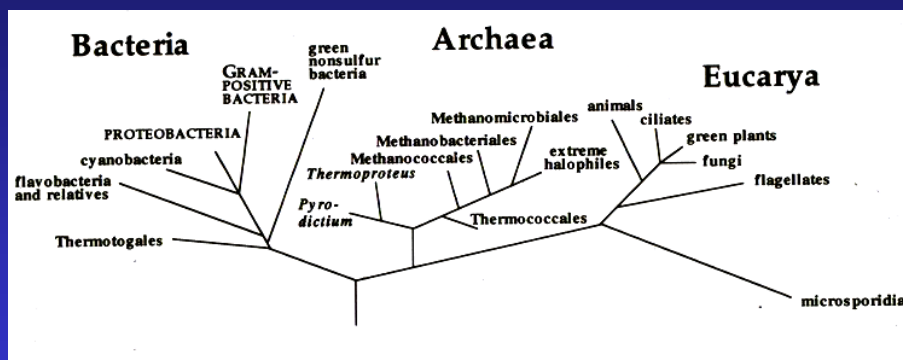 Bacteria
Archaea
Eucarya
green
nonsulfur
bacteria
GRAM-
POSITIVE
BACTERIA
PROTEOBACTERIA
cyanobacteria
flavobacteria
and relatives
Thermotogales
Methanomicrobiales
Methanobacteriales
Methanococcales
Thermoproteus
Pyro-
dictium
extreme
halophiles
Thermococcales
animals
ciliates
green plants
fungi
flagellates
microsporidia